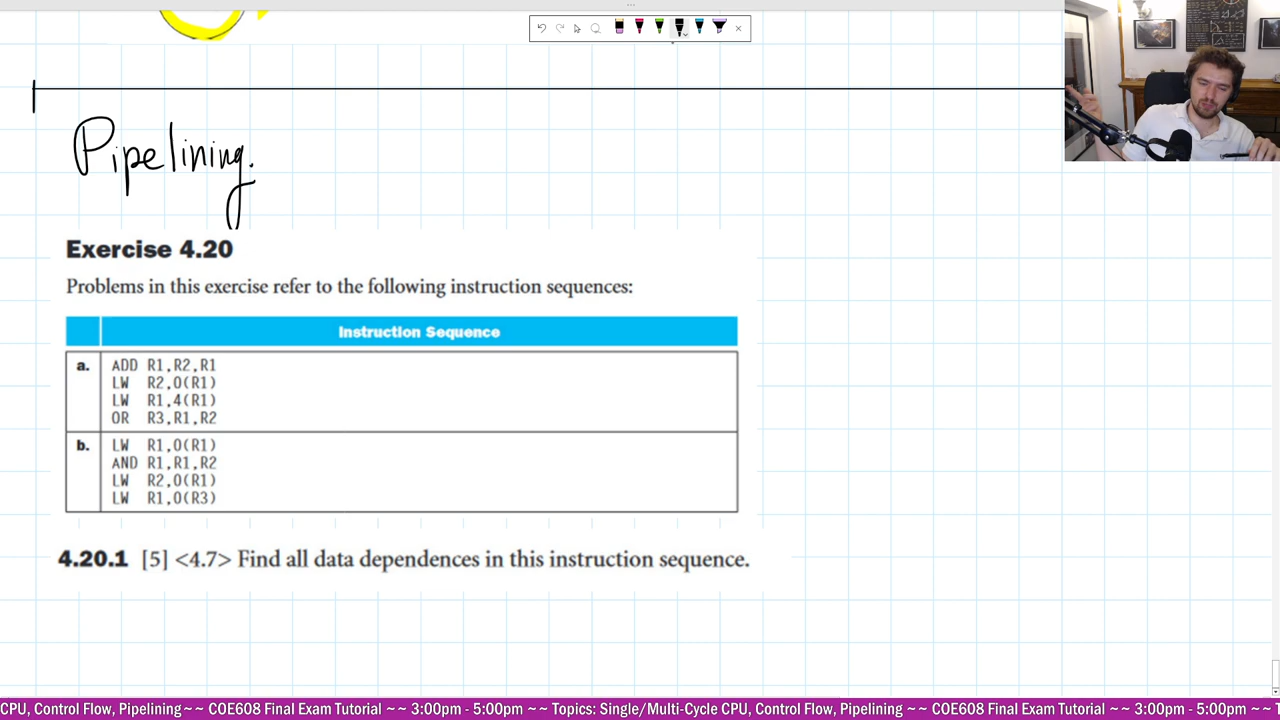 Pipelining.
Exercise 4.20
Problems in this exercise refer to the following instruction sequences:
Instruction Sequence
a.
ADD R1,R2,R1
LW R2,0(R1)
LW R1,4(R1)
OR R3,R1,R2
b.
LW R1,0(R1)
AND R1,R1,R2
LW R2,0(R1)
LW R1,0(R3)
4.20.1 [5] <4.7> Find all data dependences in this instruction sequence.
CPU, Control Flow, Pipelining ~~ COE608 Final Exam Tutorial ~~ 3:00pm - 5:00pm ~~ Topics: Single/Multi-Cycle CPU, Control Flow, Pipelining ~~ COE608 Final Exam Tutorial ~~ 3:00pm - 5:00pm ~~ T